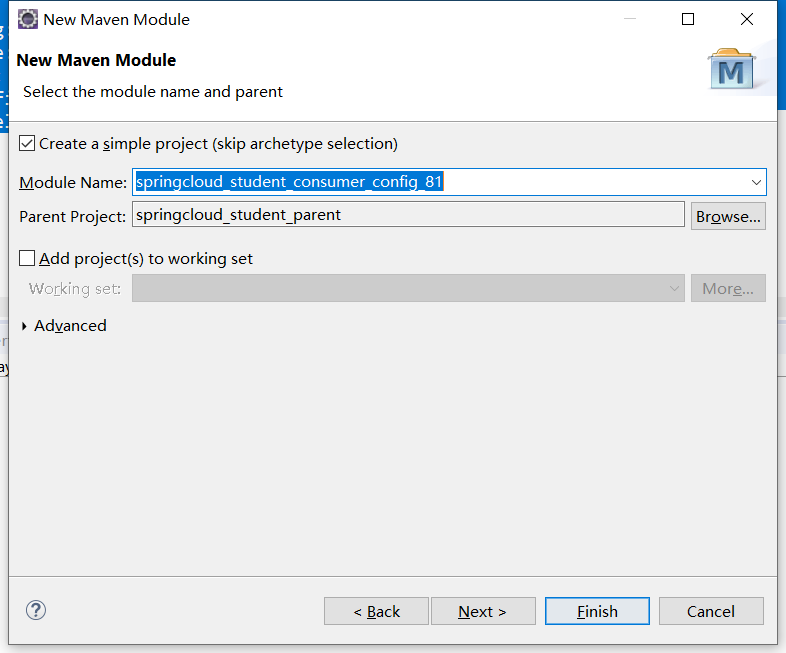 New Maven Module
New Maven Module
Select the module name and parent
M
Create a simple project (skip archetype selection)
Module Name: springcloud_student_consumer_config_81
Parent Project: springcloud_student_parent Browse...
Add project(s) to working set
Working set: More...
Advanced
? < Back Next > Finish Cancel